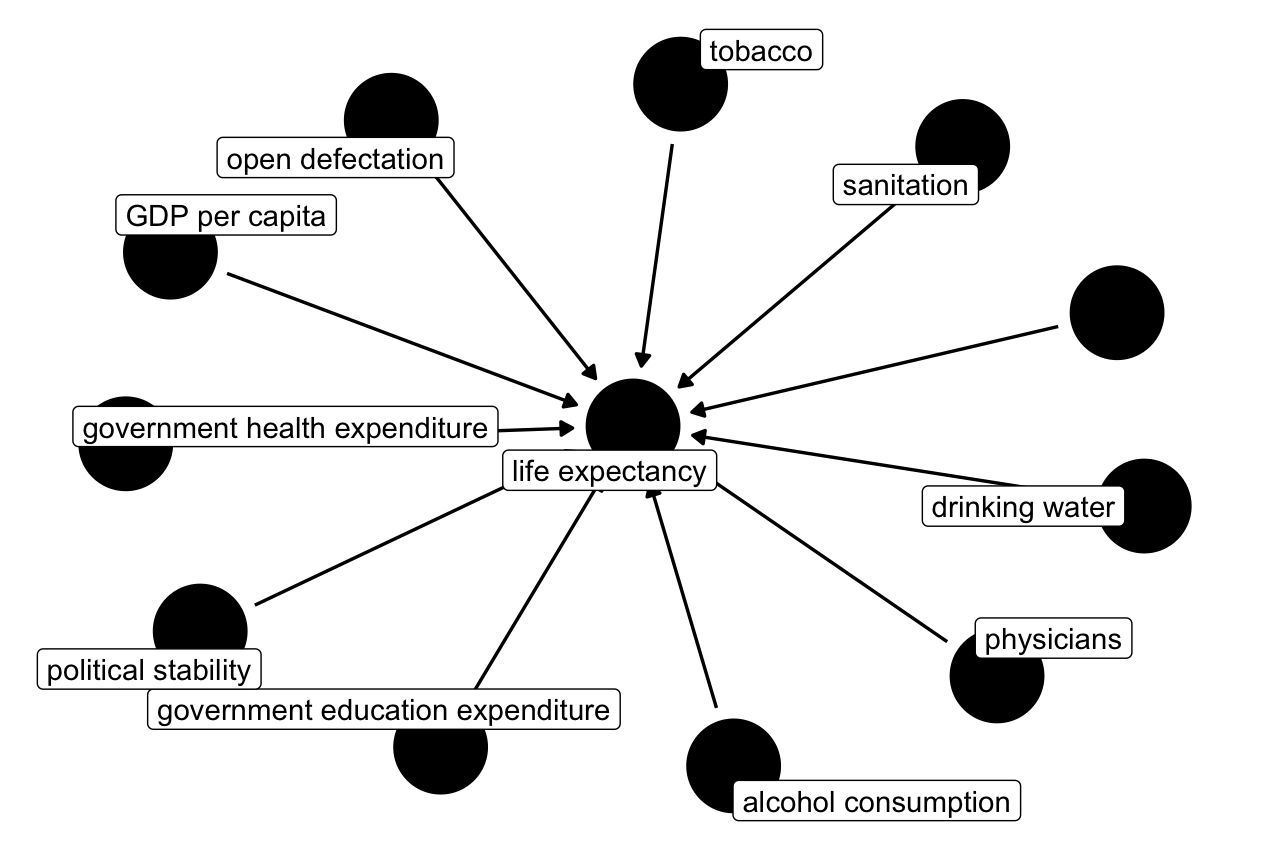 tobacco
open defectation
sanitation
GDP per capita
government health expenditure
life expectancy
drinking water
physicians
political stability
government education expenditure
alcohol consumption